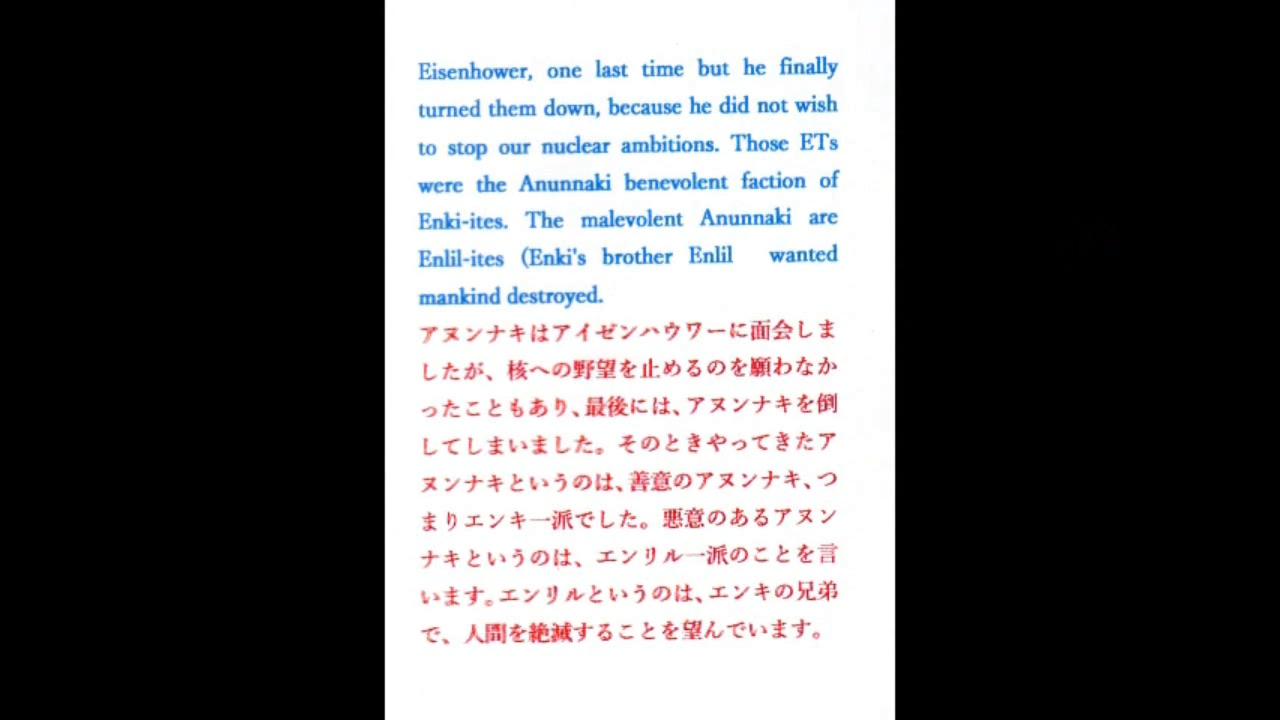 Eisenhower, one last time but he finally
turned them down, because he did not wish
to stop our nuclear ambitions. Those ETs
were the Anunnaki benevolent faction of
Enki-ites. The malevolent Anunnaki are
Enlil-ites (Enki's brother Enlil wanted
mankind destroyed.
アヌンナキはアイゼンハウワーに面会しま
したが、核への野望を止めるのを願わなか
ったこともあり、最後には、アヌンナキを倒
してしまいました。そのときやってきたア
ヌンナキというのは、善意のアヌンナキ、つ
まりエンキ一派でした。悪意のあるアヌン
ナキというのは、エンリル一派のことを言
います。エンリルというのは、エンキの兄弟
で、人間を絶滅することを望んでいます。